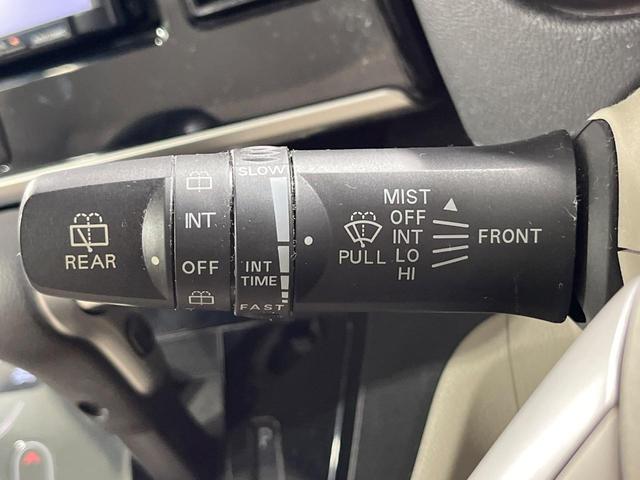 REAR
INT
OFF
SLOW
INT
TIME
FAST
PULL
MIST
OFF
INT
LO
HI
FRONT